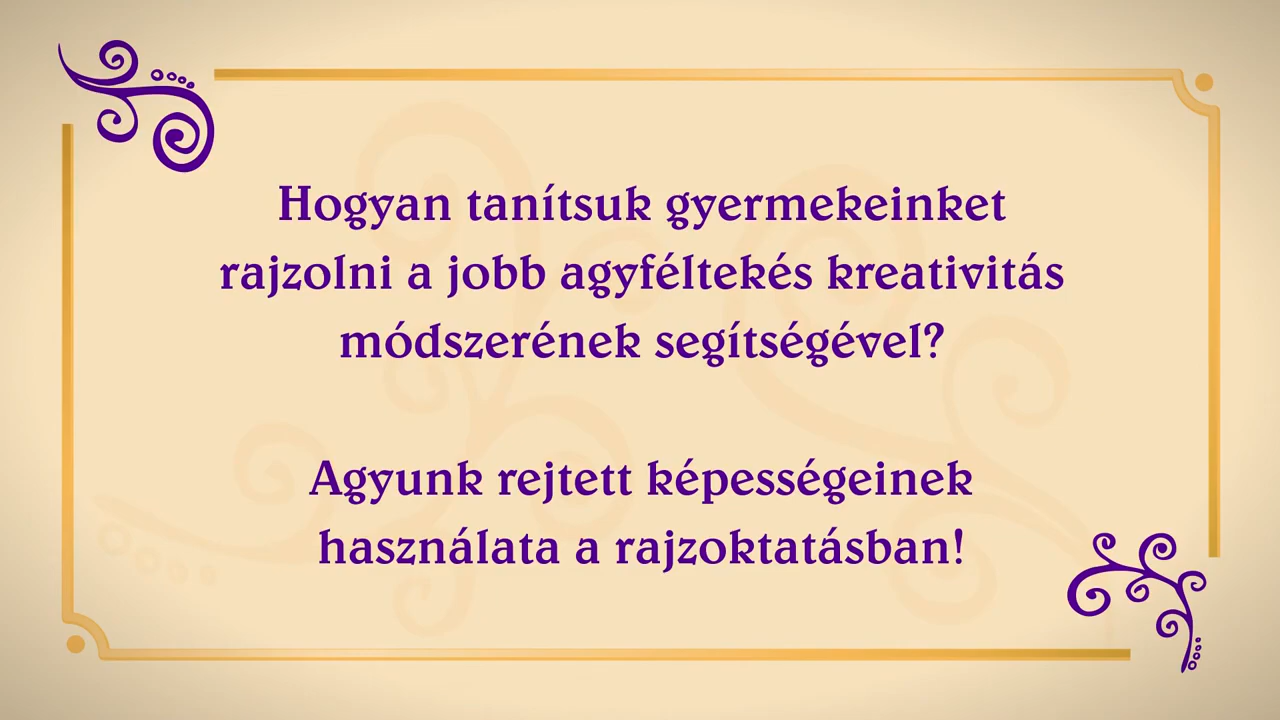 Hogyan tanítsuk gyermekeinket
rajzolni a jobb agyféltekés kreativitás
módszerének segítségével?
Agyunk rejtett képességeinek
használata a rajzoktatásban!